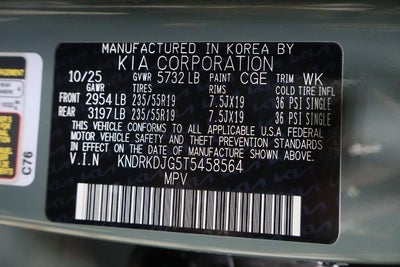 MANUFACTURED IN KOREA BY
KIA CORPORATION
10/25 GVWR 5732 LB PAINT CGE TRIM WK
GAWR TIRES RIMS COLD TIRE INFL
FRONT 2954 LB 235/55R19 7.5JX19 36 PSI SINGLE
REAR 3197 LB 235/55R19 7.5JX19 36 PSI SINGLE
THIS VEHICLE CONFORMS TO ALL APPLICABLE U.S.A FEDERAL
MOTOR VEHICLE SAFETY AND THEFT PREVENTION STANDARDS
IN EFFECT ON THE DATE OF MANUFACTURE SHOWN ABOVE.
V.I.N KNDRKDJG5T5458564
MPV
C76